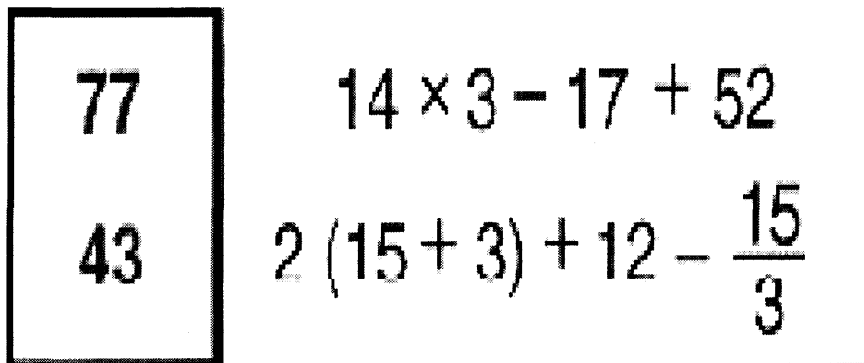 77 14 × 3 – 17 + 52
43 2 (15 + 3) + 12 – 15/3